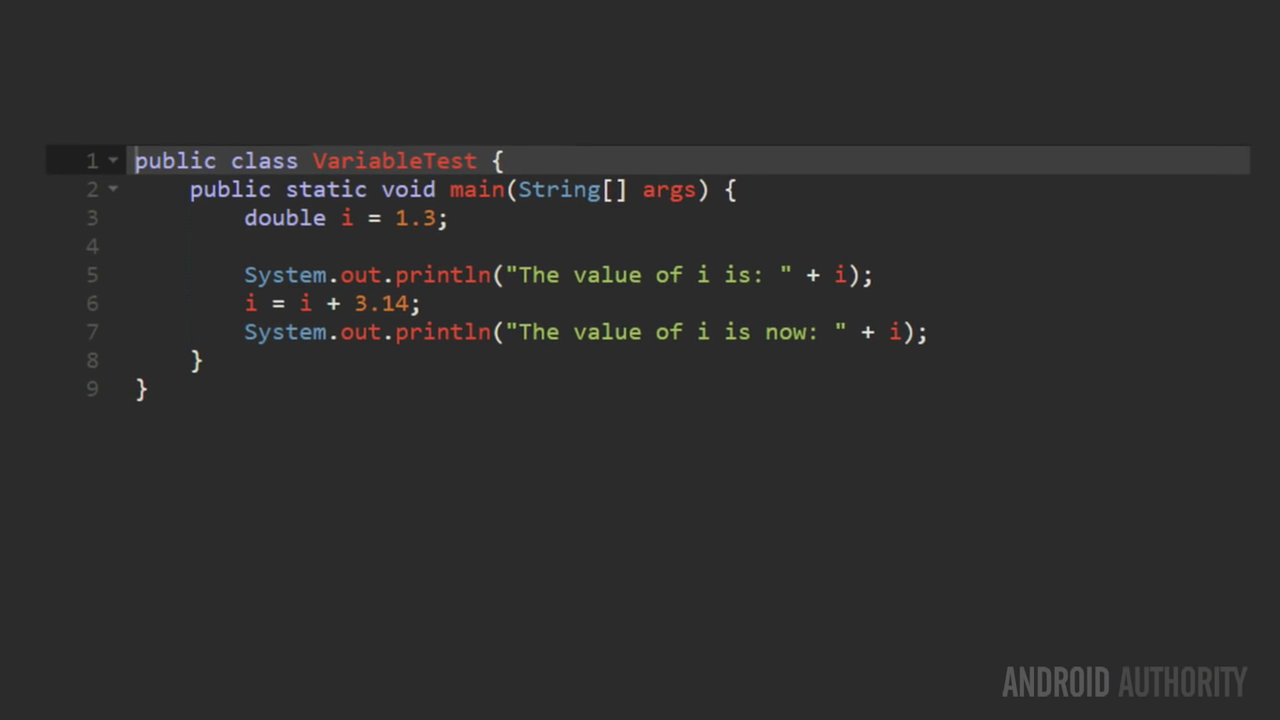 1 public class VariableTest {
2     public static void main(String[] args) {
3         double i = 1.3;
4
5         System.out.println("The value of i is: " + i);
6         i = i + 3.14;
7         System.out.println("The value of i is now: " + i);
8     }
9 }
ANDROID AUTHORITY